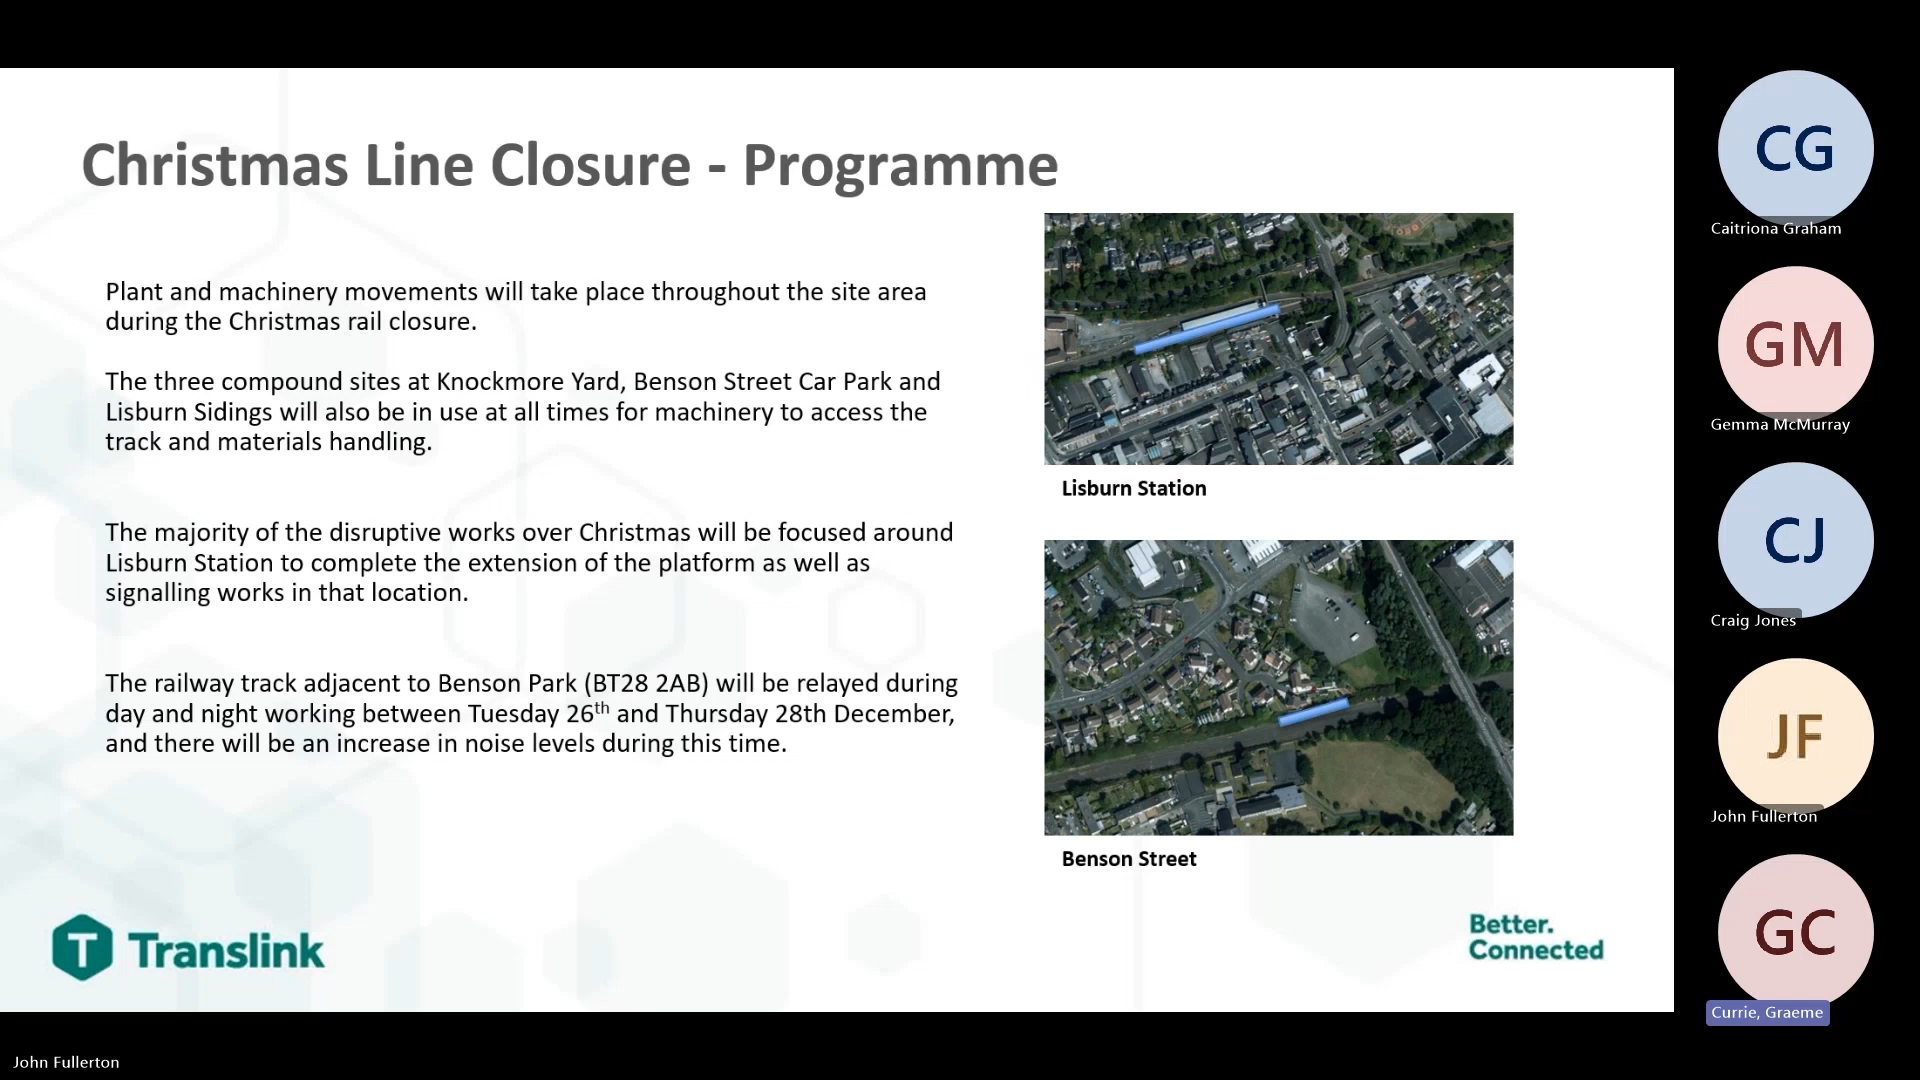 Christmas Line Closure - Programme
Plant and machinery movements will take place throughout the site area
during the Christmas rail closure.
The three compound sites at Knockmore Yard, Benson Street Car Park and
Lisburn Sidings will also be in use at all times for machinery to access the
track and materials handling.
The majority of the disruptive works over Christmas will be focused around
Lisburn Station to complete the extension of the platform as well as
signalling works in that location.
The railway track adjacent to Benson Park (BT28 2AB) will be relayed during
day and night working between Tuesday 26th and Thursday 28th December,
and there will be an increase in noise levels during this time.
Lisburn Station
Benson Street
T Translink
Better.
Connected
CG
Caitriona Graham
GM
Gemma McMurray
CJ
Craig Jones
JF
John Fullerton
GC
Currie, Graeme
John Fullerton